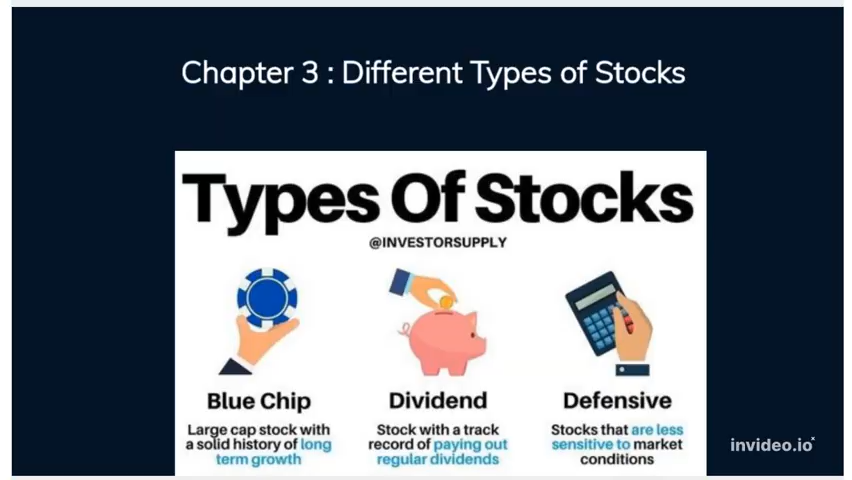 Chapter 3 : Different Types of Stocks
Types Of Stocks
@INVESTORSUPPLY
Blue Chip
Large cap stock with
a solid history of long
term growth
Dividend
Stock with a track
record of paying out
regular dividends
Defensive
Stocks that are less
sensitive to market
conditions
invideo.io